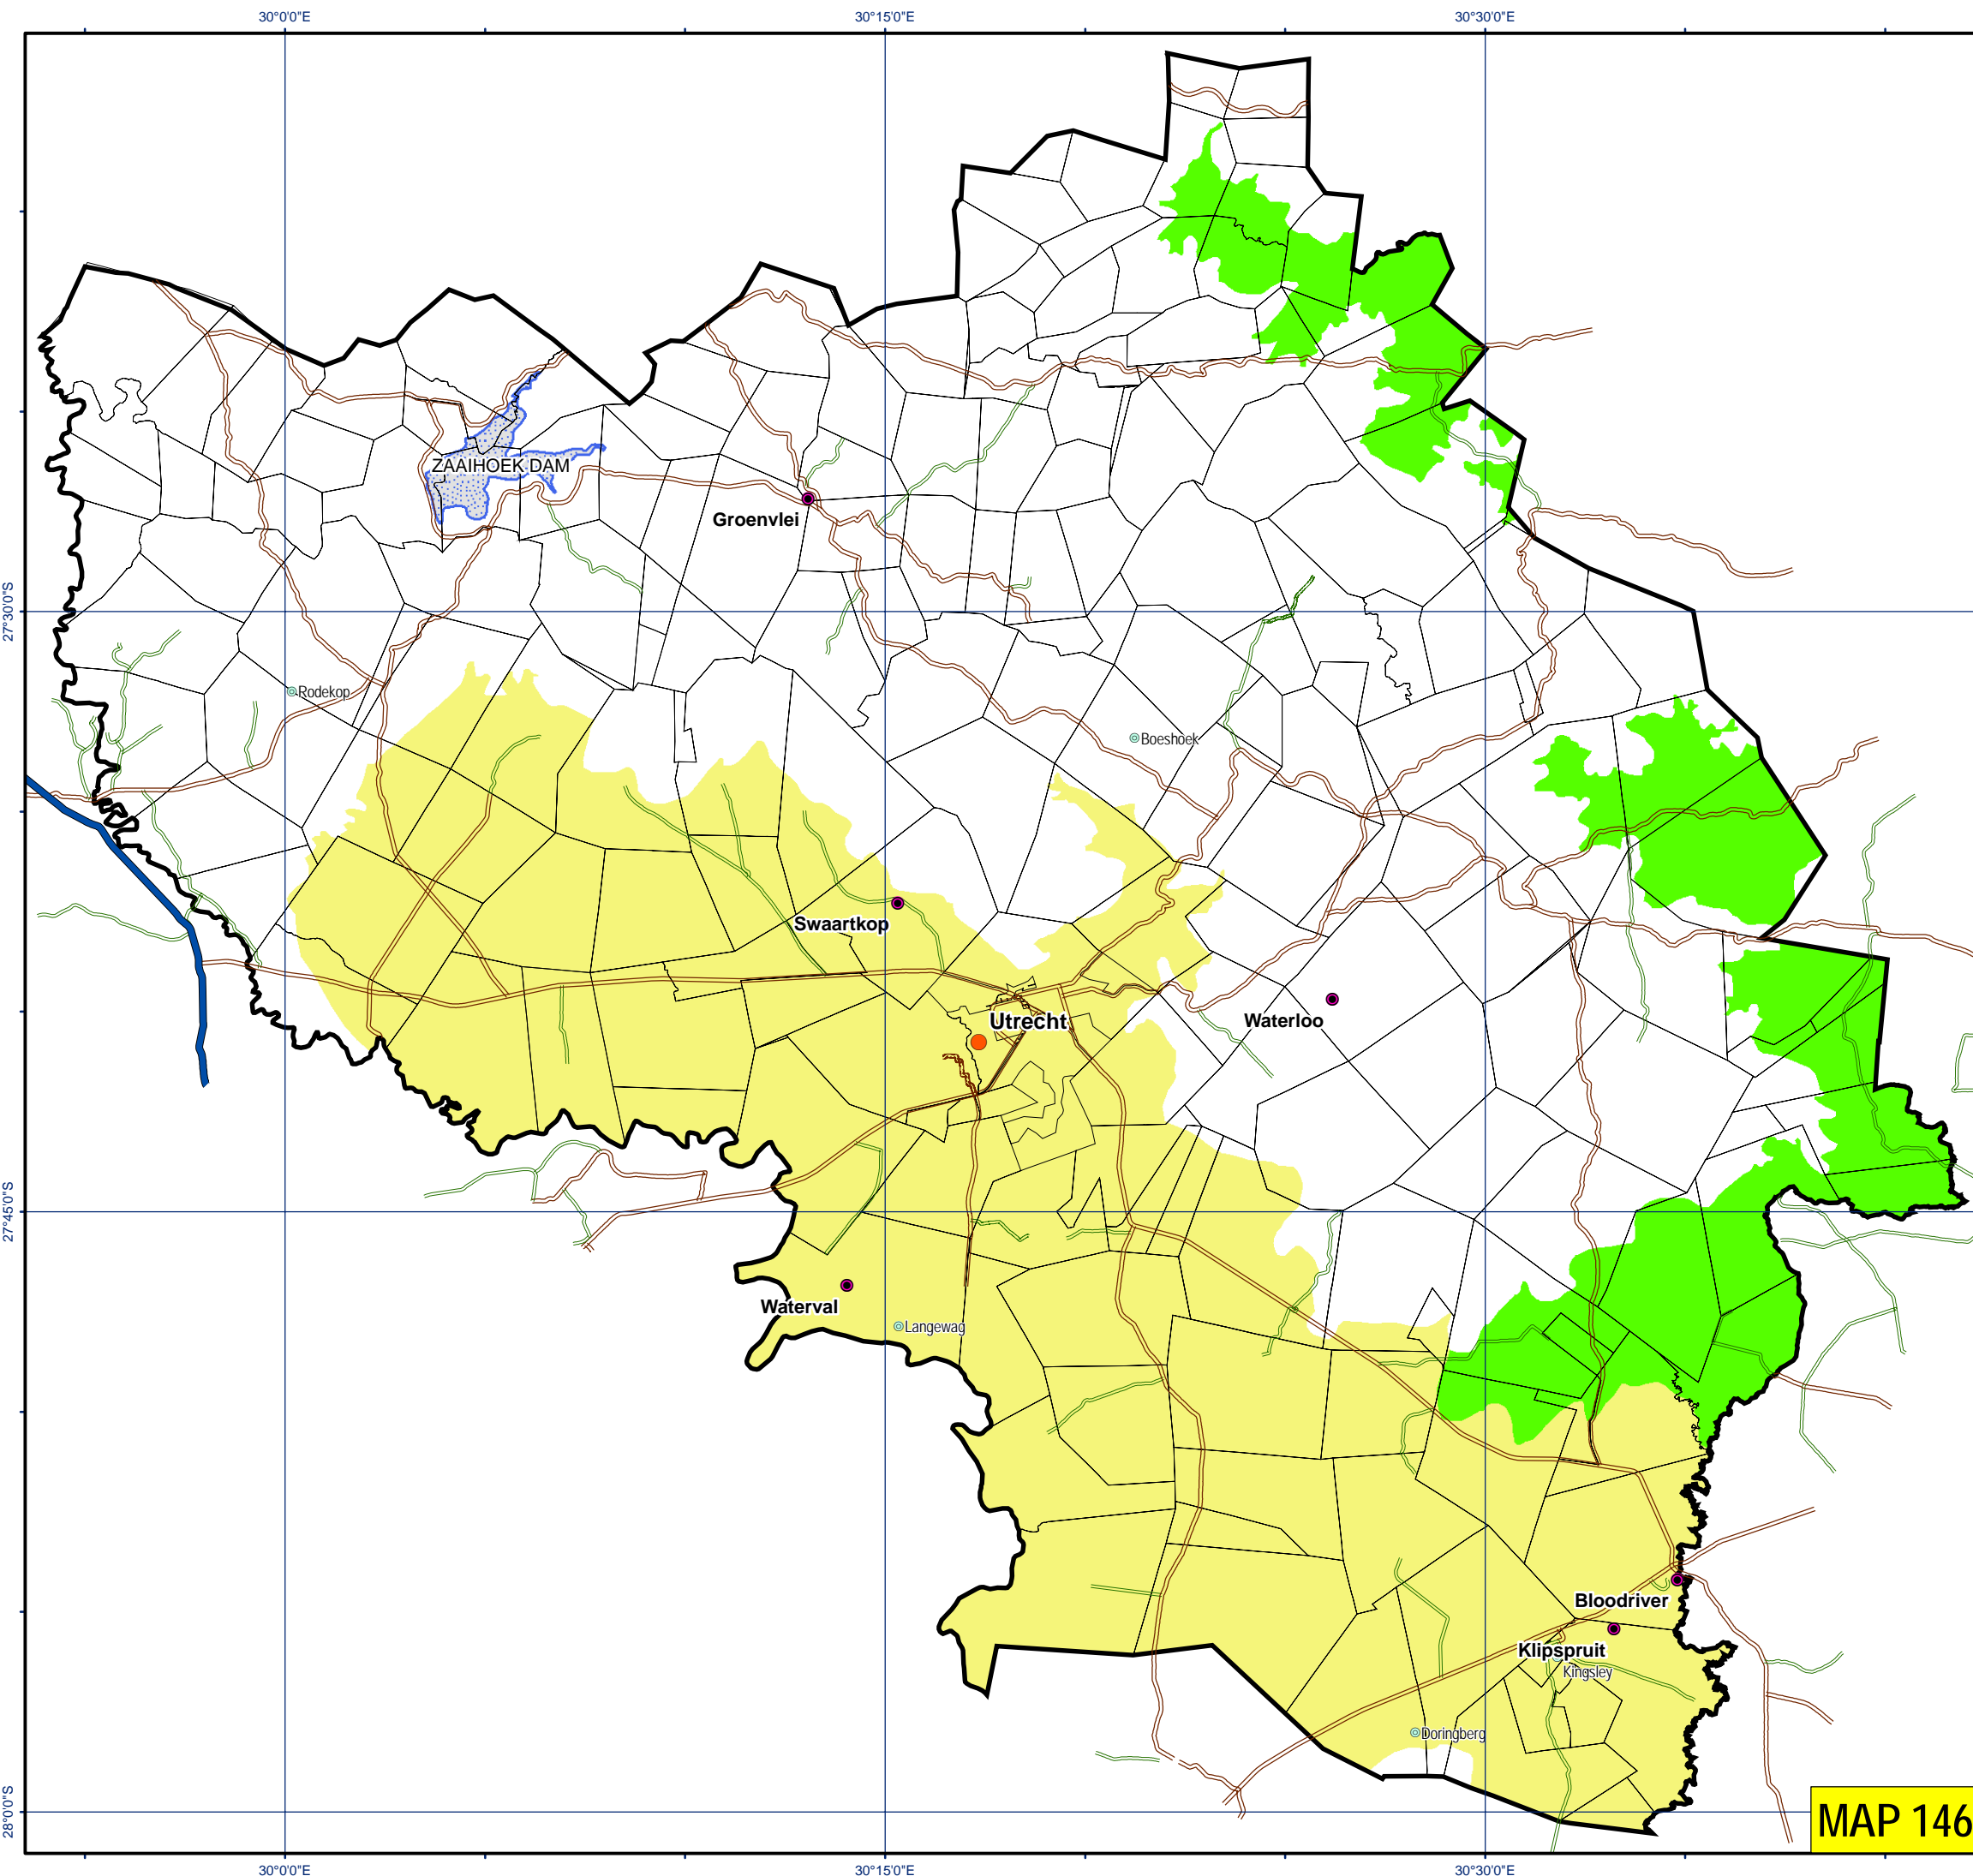 30°0'0"E
30°15'0"E
30°30'0"E
ZAAIHOEK DAM
Groenvlei
27°30'0"S
Rodekop
Boeshoek
Swaartkop
Utrecht
Waterloo
27°45'0"S
Waterval
Langewag
Bloodriver
Klipspruit
Kingsley
Doringberg
28°0'0"S
MAP 146
30°0'0"E
30°15'0"E
30°30'0"E